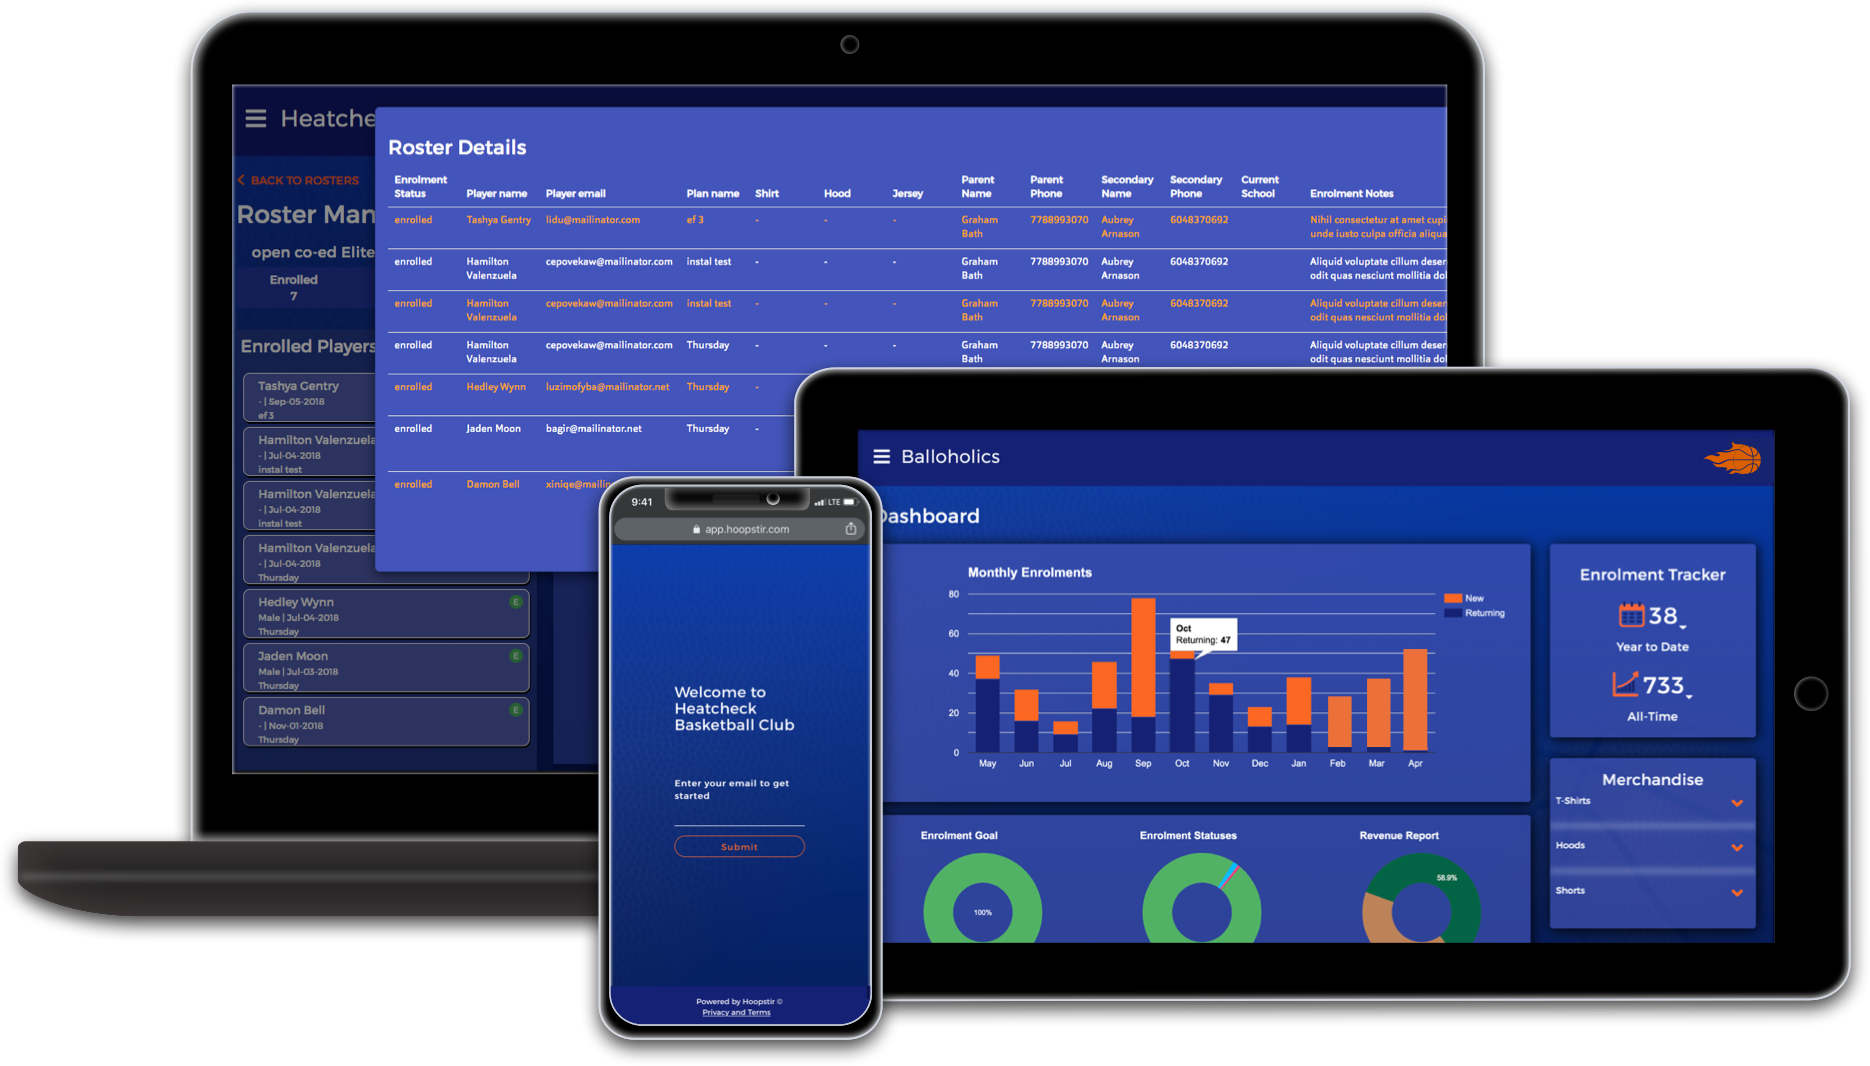 Heatche
BACK TO ROSTERS
Roster Man
open co-ed Elite
Enrolled
7
Enrolled Players
Tashya Gentry
- | Sep-05-2018
ef 3
Hamilton Valenzuela
- | Jul-04-2018
instal test
Hamilton Valenzuela
- | Jul-04-2018
instal test
Hamilton Valenzuela
- | Jul-04-2018
Thursday
Hedley Wynn E
Male | Jul-04-2018
Thursday
Jaden Moon E
Male | Jul-03-2018
Thursday
Damon Bell E
- | Nov-01-2018
Thursday
Roster Details
Enrolment Status Player name Player email Plan name Shirt Hood Jersey Parent Name Parent Phone Secondary Name Secondary Phone Current School Enrolment Notes
enrolled Tashya Gentry lidu@mailinator.com ef 3 - - - Graham Bath 7788993070 Aubrey Arnason 6048370692 Nihil consectetur at amet cupi
unde iusto culpa officia aliqua
enrolled Hamilton Valenzuela cepovekaw@mailinator.com instal test - - - Graham Bath 7788993070 Aubrey Arnason 6048370692 Aliquid voluptate cillum deser
odit quas nesciunt mollitia dol
enrolled Hamilton Valenzuela cepovekaw@mailinator.com instal test - - - Graham Bath 7788993070 Aubrey Arnason 6048370692 Aliquid voluptate cillum deser
odit quas nesciunt mollitia dol
enrolled Hamilton Valenzuela cepovekaw@mailinator.com Thursday - - - Graham Bath 7788993070 Aubrey Arnason 6048370692 Aliquid voluptate cillum deser
odit quas nesciunt mollitia dol
enrolled Hedley Wynn luzimofyba@mailinator.net Thursday -
enrolled Jaden Moon bagir@mailinator.net Thursday -
enrolled Damon Bell xiniqe@mailin
9:41 LTE
app.hoopstir.com
Welcome to
Heatcheck
Basketball Club
Enter your email to get
started
Submit
Powered by Hoopstir ©
Privacy and Terms
Balloholics
Dashboard
Monthly Enrolments
80
60
40
20
0
May Jun Jul Aug Sep Oct Nov Dec Jan Feb Mar Apr
Oct
Returning: 47
New
Returning
Enrolment Tracker
38
Year to Date
733
All-Time
Merchandise
T-Shirts
Hoods
Shorts
Enrolment Goal
100%
Enrolment Statuses
Revenue Report
58.9%